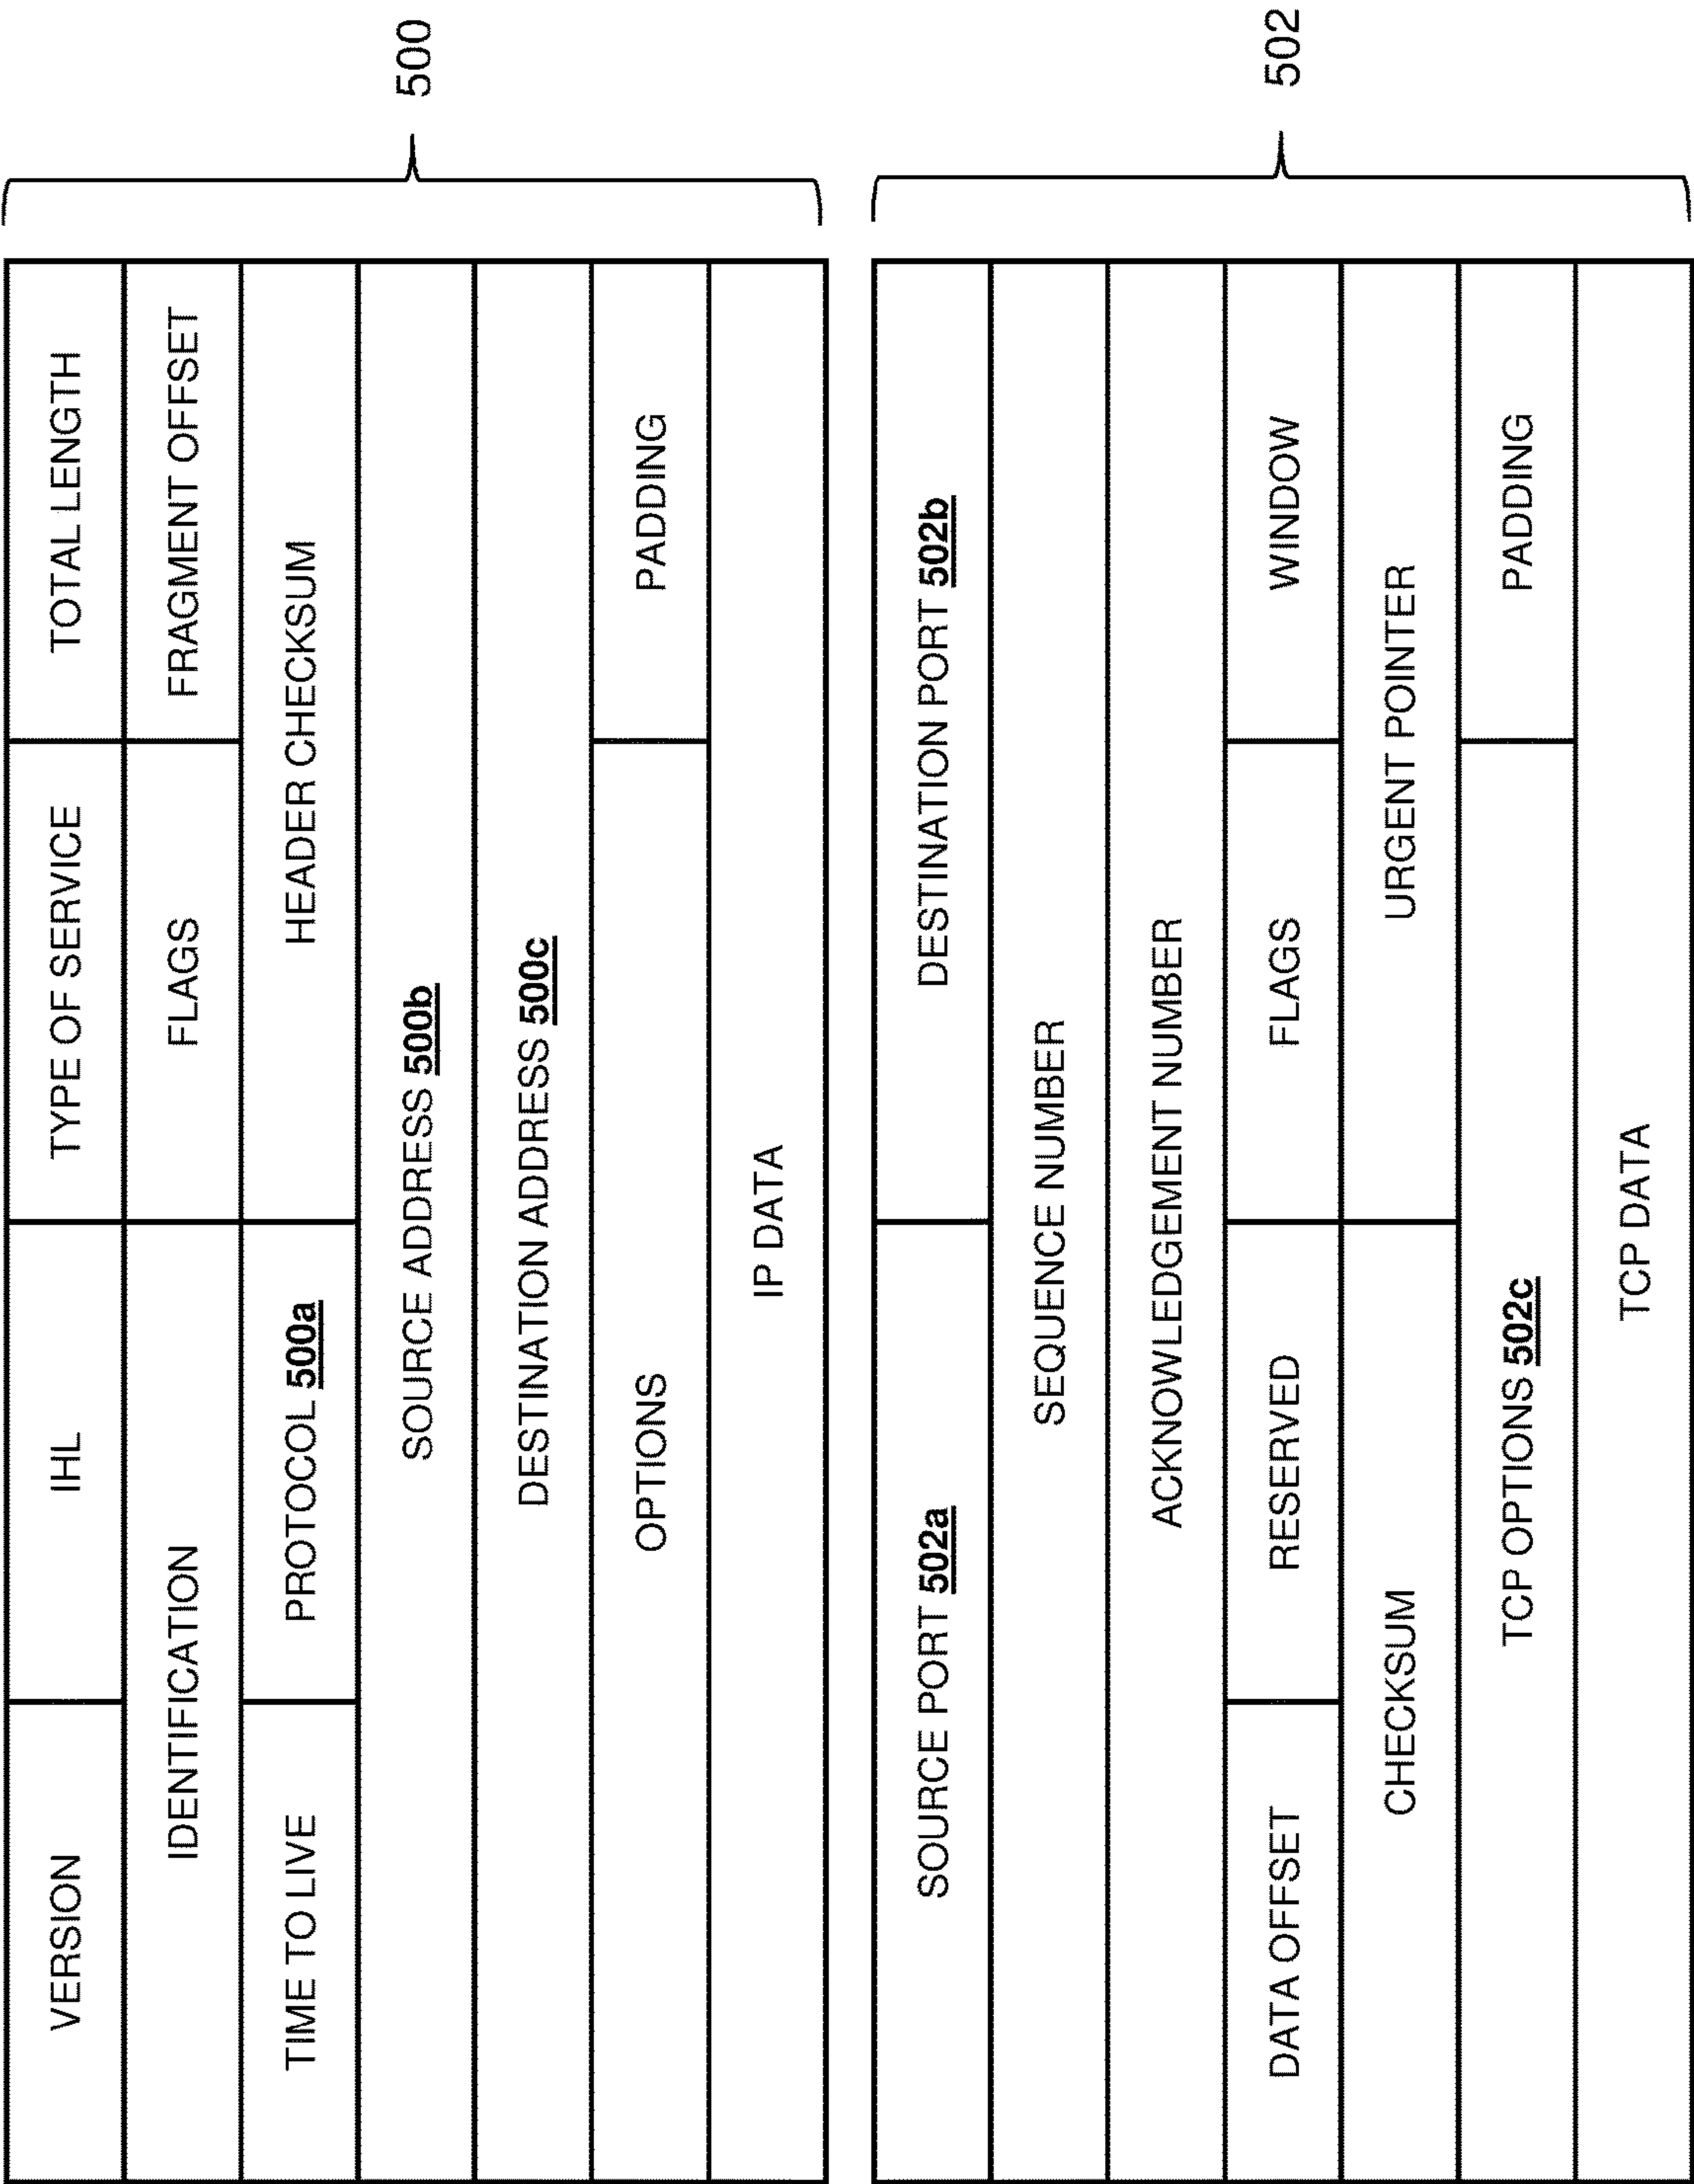 VERSION IHL TYPE OF SERVICE TOTAL LENGTH
IDENTIFICATION FLAGS FRAGMENT OFFSET
TIME TO LIVE PROTOCOL 500a HEADER CHECKSUM
SOURCE ADDRESS 500b
DESTINATION ADDRESS 500c
OPTIONS PADDING
IP DATA
500
SOURCE PORT 502a DESTINATION PORT 502b
SEQUENCE NUMBER
ACKNOWLEDGEMENT NUMBER
DATA OFFSET RESERVED FLAGS WINDOW
CHECKSUM URGENT POINTER
TCP OPTIONS 502c PADDING
TCP DATA
502